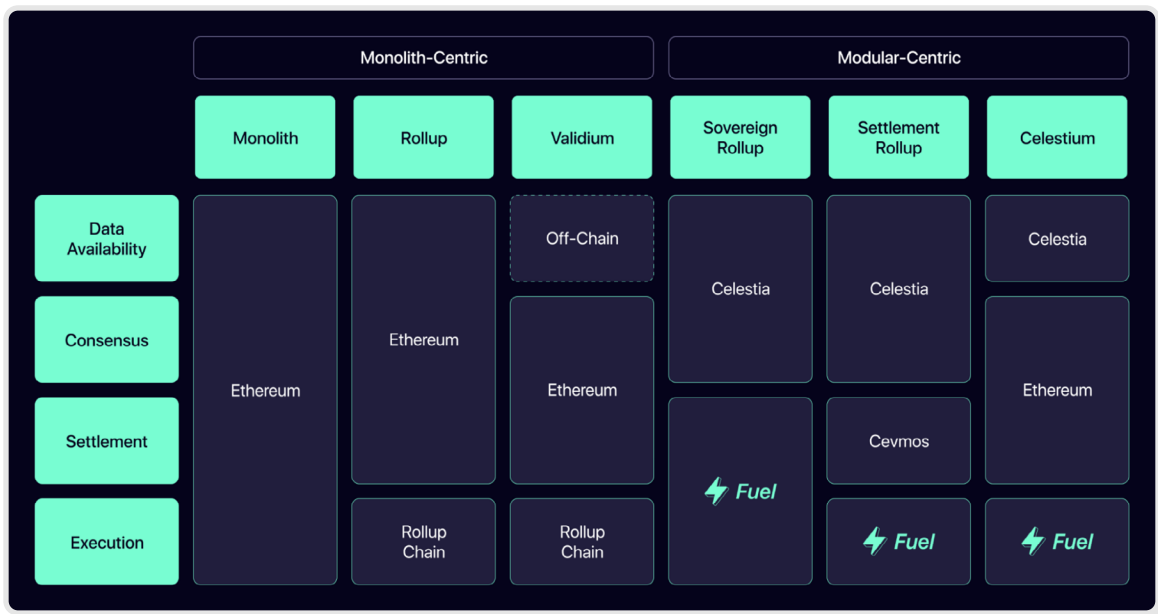 Monolith-Centric
Modular-Centric
Monolith
Rollup
Validium
Sovereign
Rollup
Settlement
Rollup
Celestium
Data
Availability
Consensus
Settlement
Execution
Ethereum
Ethereum
Rollup
Chain
Off-Chain
Ethereum
Rollup
Chain
Celestia
Fuel
Celestia
Cevmos
Fuel
Celestia
Ethereum
Fuel